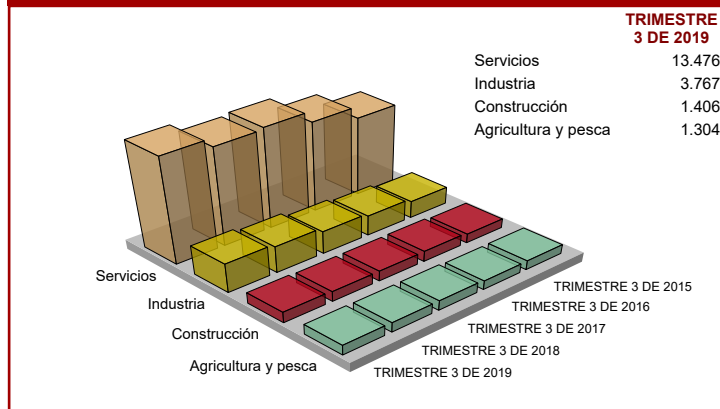 TRIMESTRE
3 DE 2019
Servicios 13.476
Industria 3.767
Construcción 1.406
Agricultura y pesca 1.304
Servicios
Industria
Construcción
Agricultura y pesca
TRIMESTRE 3 DE 2015
TRIMESTRE 3 DE 2016
TRIMESTRE 3 DE 2017
TRIMESTRE 3 DE 2018
TRIMESTRE 3 DE 2019